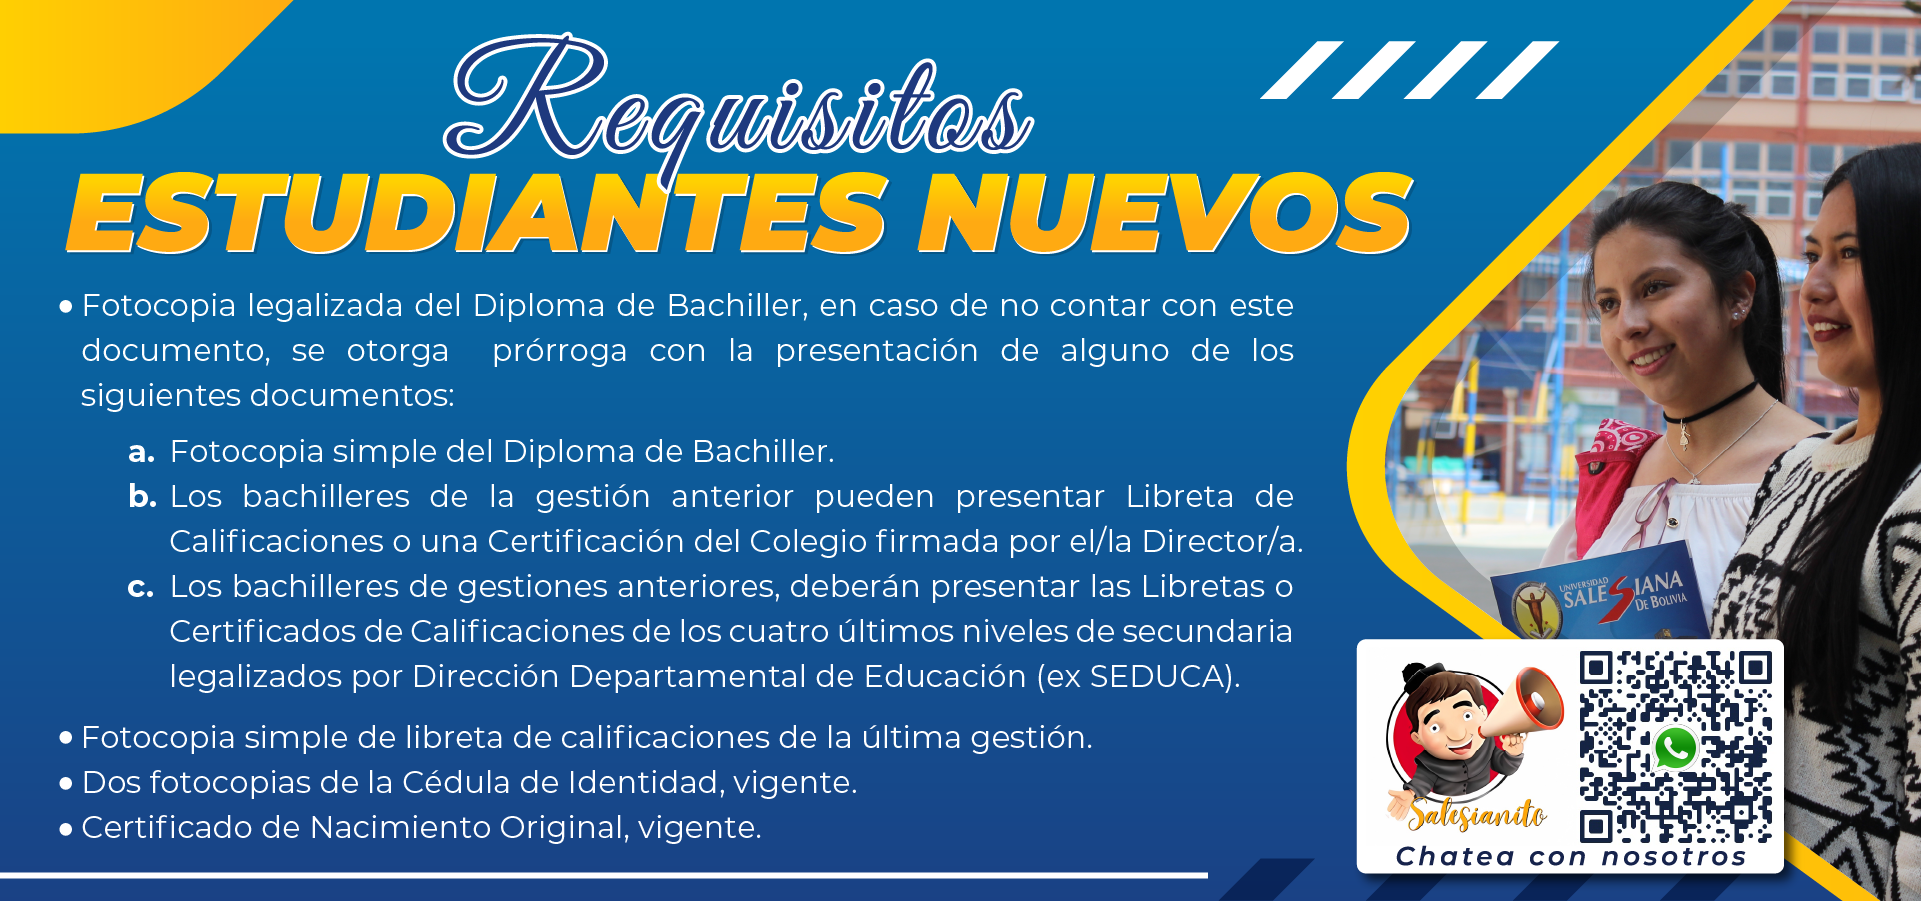 Requisitos
ESTUDIANTES NUEVOS
• Fotocopia legalizada del Diploma de Bachiller, en caso de no contar con este
documento, se otorga prórroga con la presentación de alguno de los
siguientes documentos:
a. Fotocopia simple del Diploma de Bachiller.
b. Los bachilleres de la gestión anterior pueden presentar Libreta de
Calificaciones o una Certificación del Colegio firmada por el/la Director/a.
c. Los bachilleres de gestiones anteriores, deberán presentar las Libretas o
Certificados de Calificaciones de los cuatro últimos niveles de secundaria
legalizados por Dirección Departamental de Educación (ex SEDUCA).
• Fotocopia simple de libreta de calificaciones de la última gestión.
• Dos fotocopias de la Cédula de Identidad, vigente.
• Certificado de Nacimiento Original, vigente.
UNIVERSIDAD
SALESIANA
DE BOLIVIA
Salesianito
Chatea con nosotros